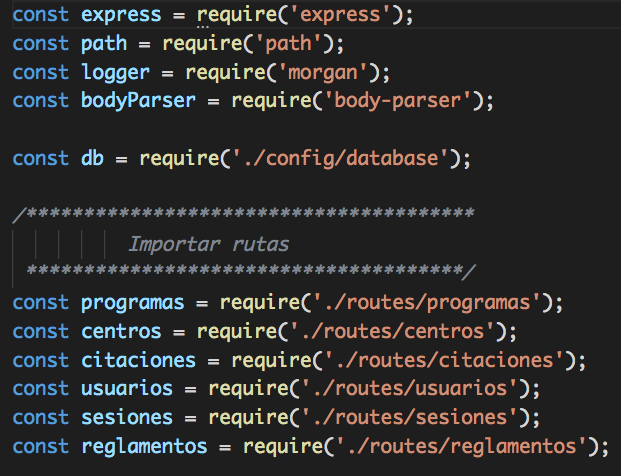 const express = require('express');
const path = require('path');
const logger = require('morgan');
const bodyParser = require('body-parser');
const db = require('./config/database');
/***************************************
Importar rutas
**************************************/
const programas = require('./routes/programas');
const centros = require('./routes/centros');
const citaciones = require('./routes/citaciones');
const usuarios = require('./routes/usuarios');
const sesiones = require('./routes/sesiones');
const reglamentos = require('./routes/reglamentos');